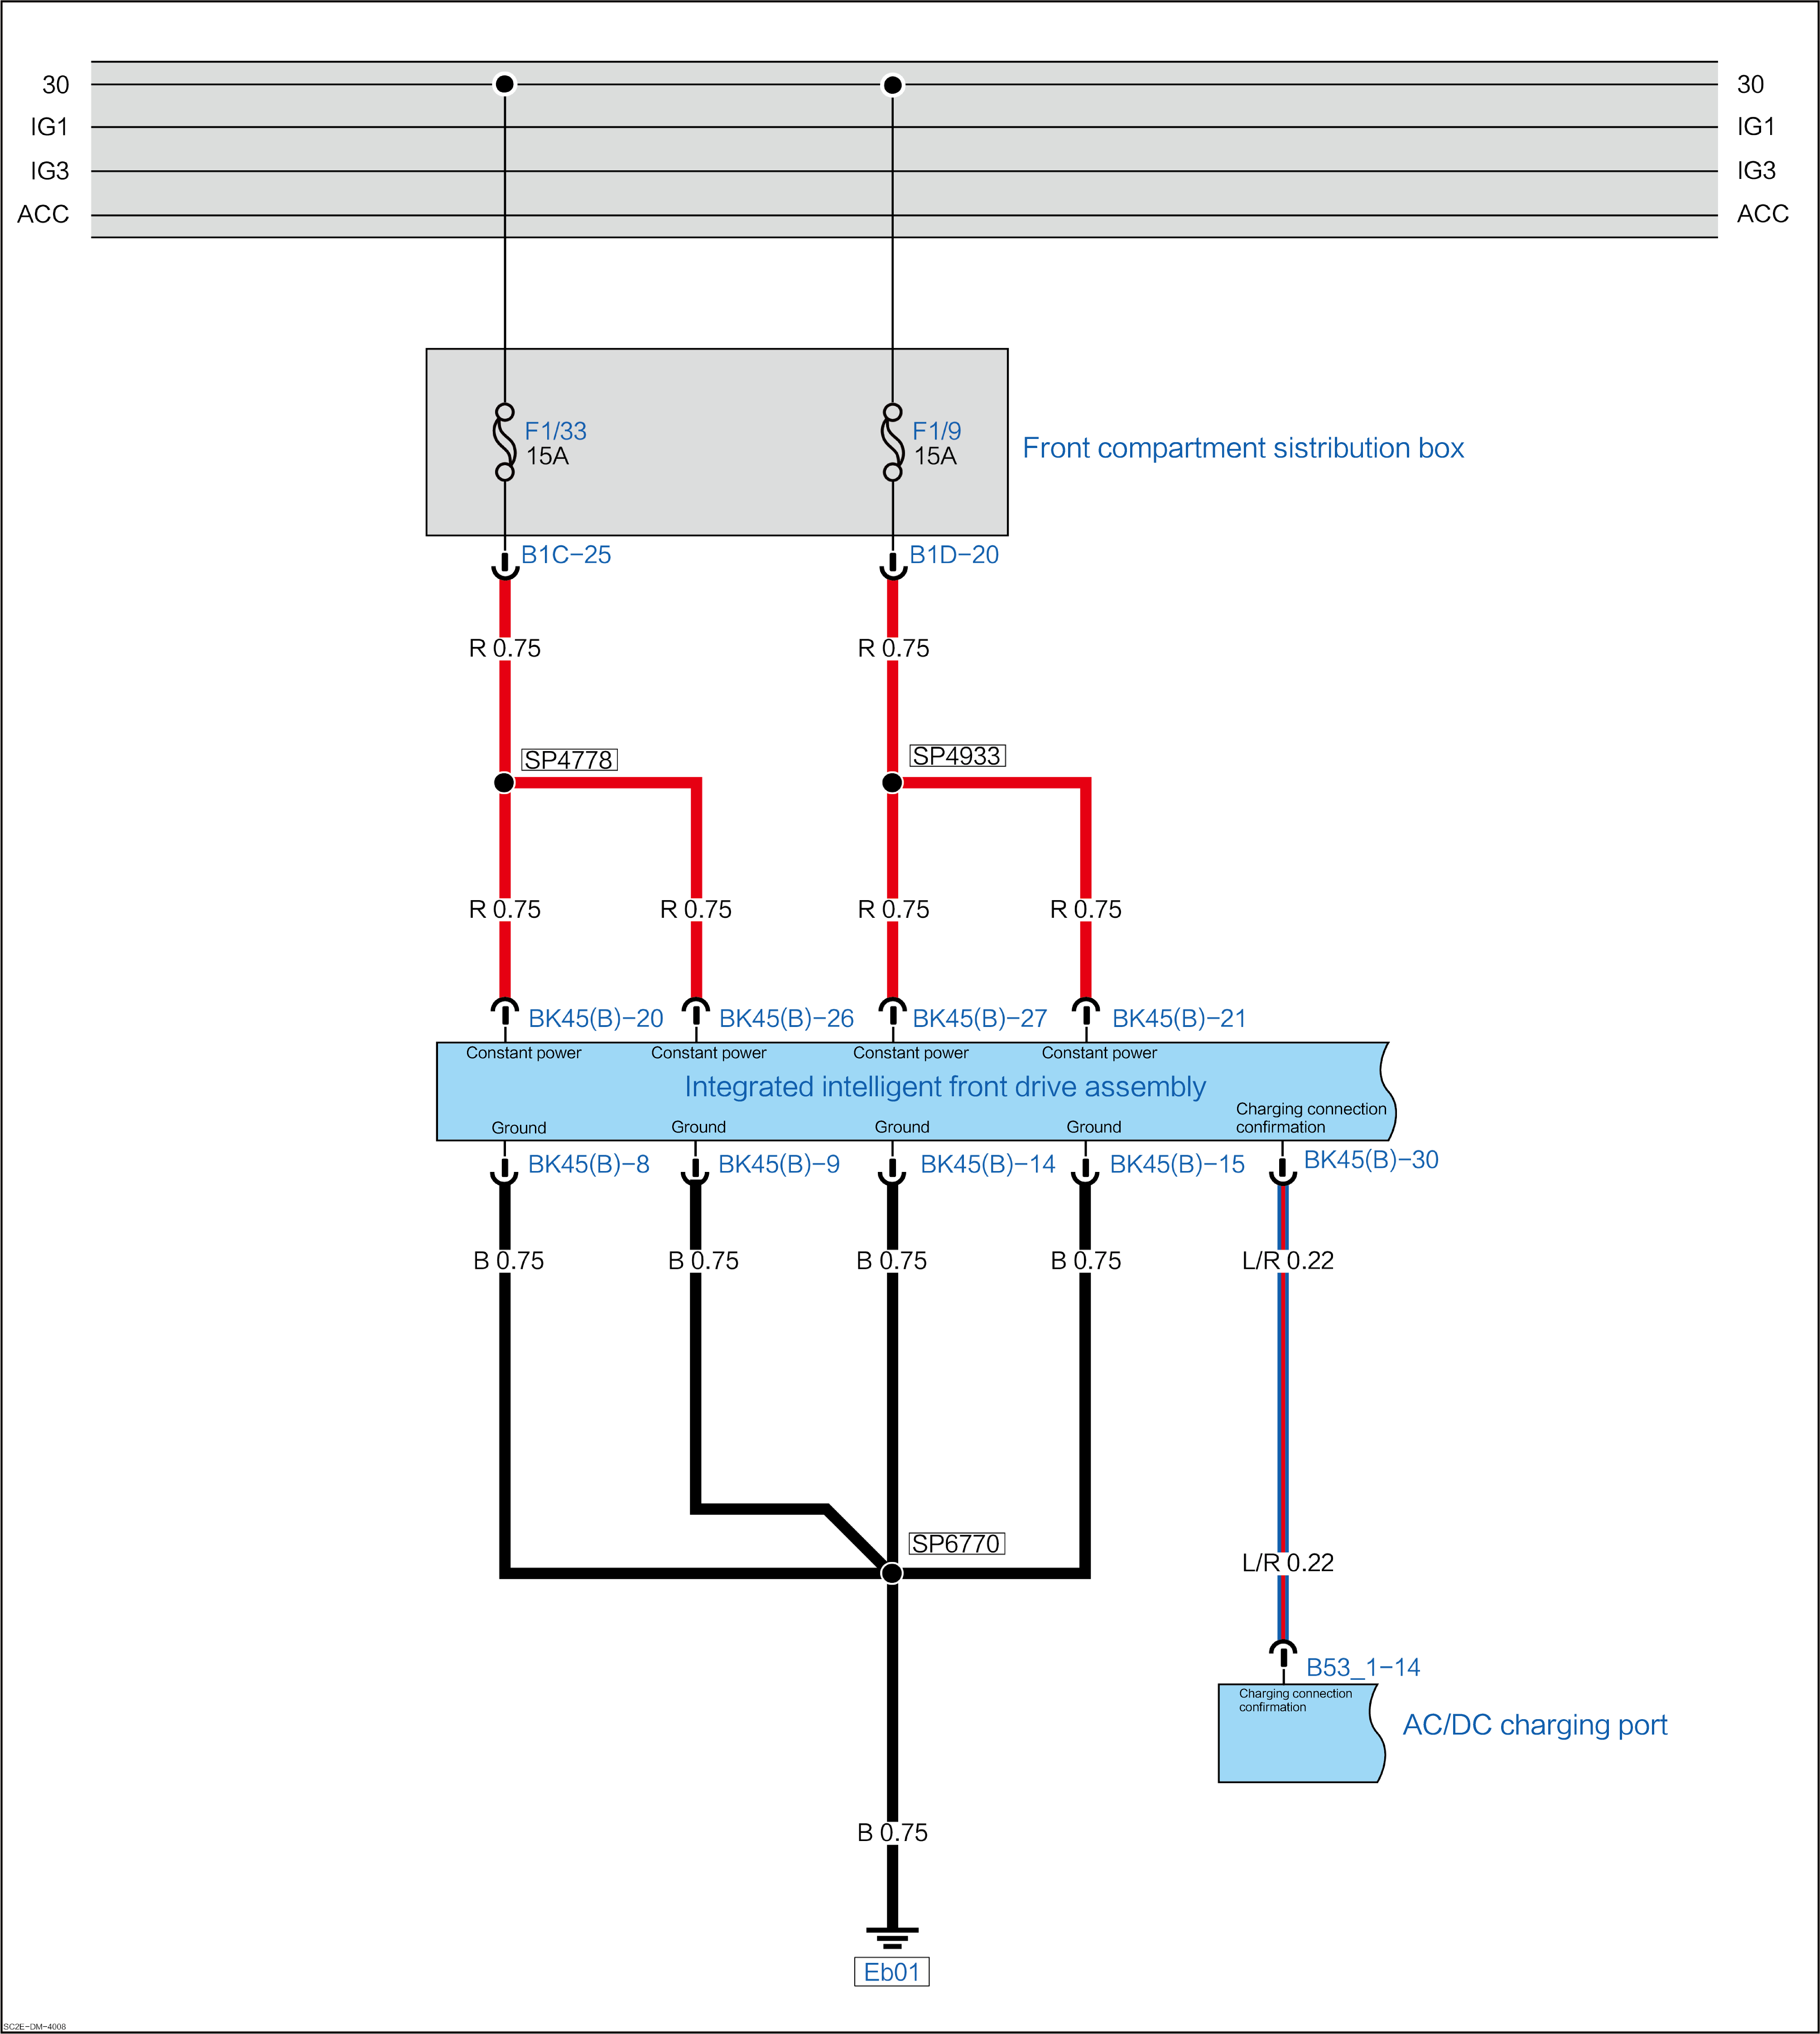 30
30
IG1
IG1
IG3
IG3
ACC
ACC
F1/33
15A
F1/9
15A
Front compartment sistribution box
B1C-25
B1D-20
R 0.75
R 0.75
SP4778
SP4933
R 0.75
R 0.75
R 0.75
R 0.75
BK45(B)-20
BK45(B)-26
BK45(B)-27
BK45(B)-21
Constant power
Constant power
Constant power
Constant power
Integrated intelligent front drive assembly
Ground
Ground
Ground
Ground
Charging connection
confirmation
BK45(B)-8
BK45(B)-9
BK45(B)-14
BK45(B)-15
BK45(B)-30
B 0.75
B 0.75
B 0.75
B 0.75
L/R 0.22
SP6770
L/R 0.22
B53_1-14
Charging connection
confirmation
AC/DC charging port
B 0.75
Eb01
SC2E-DM-4008